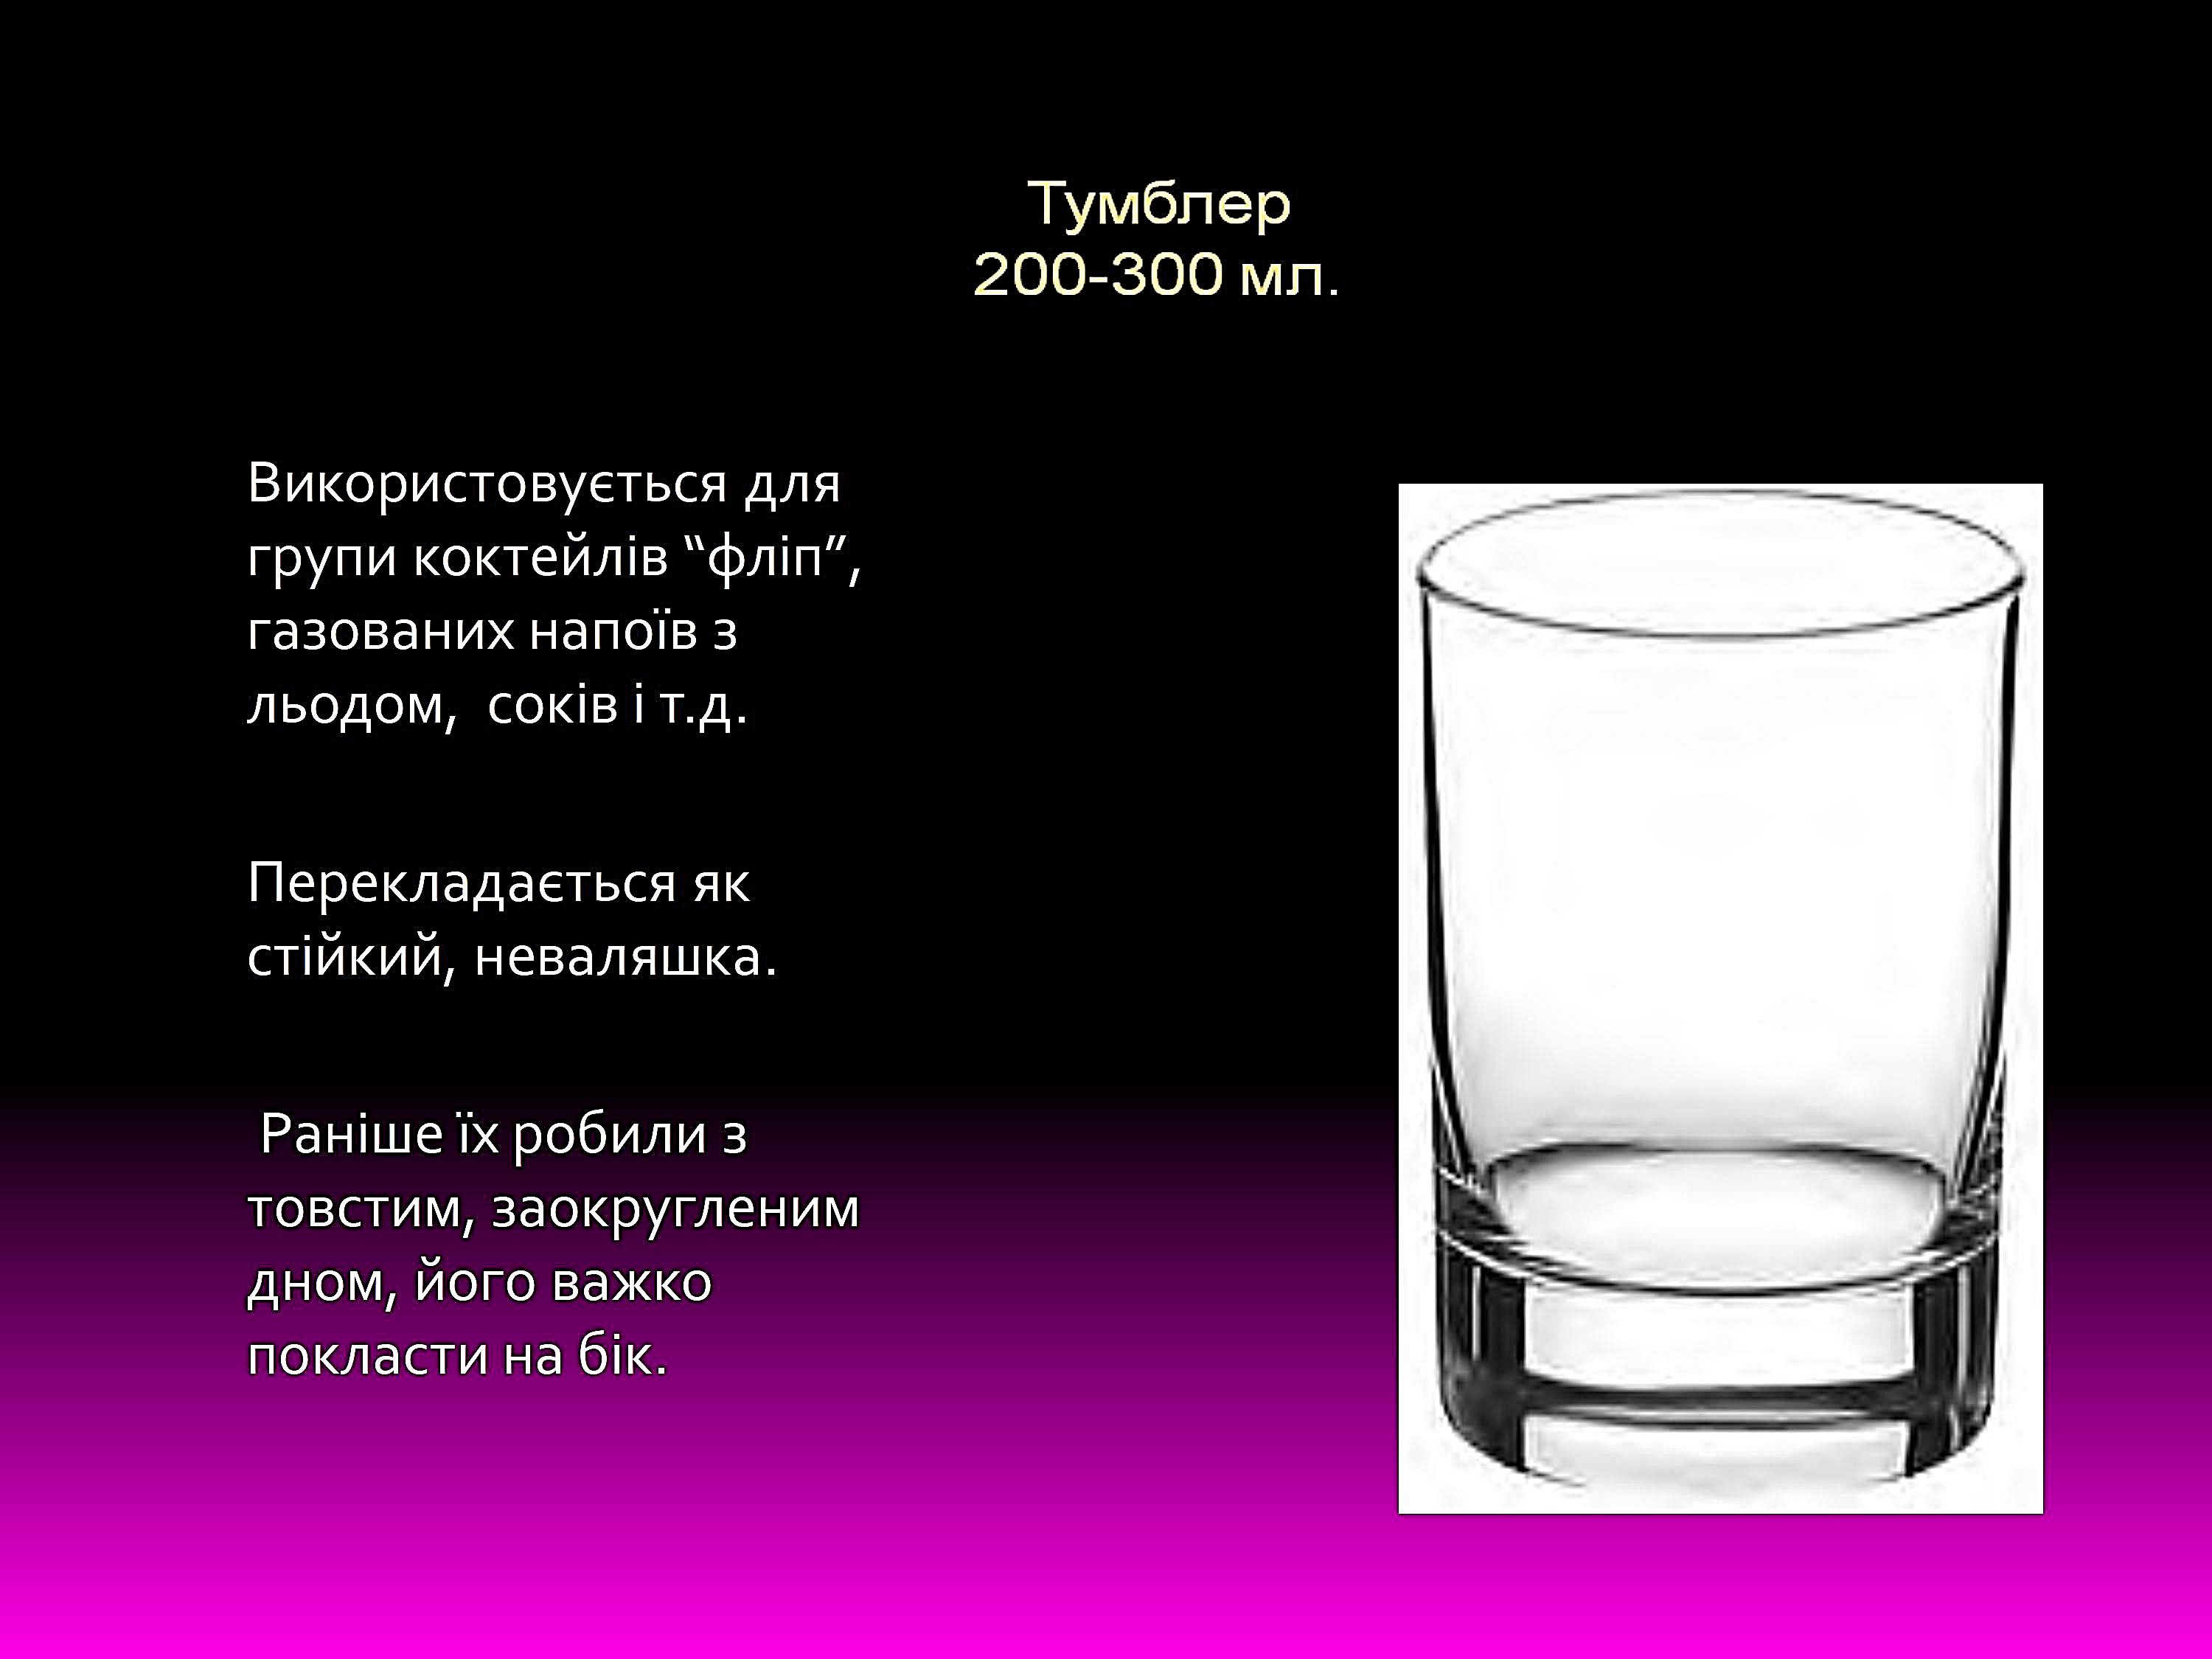 Тумблер
200-300 мл.
Використовується для
групи коктейлів “фліп”,
газованих напоїв з
льодом,  соків і т.д.
Перекладається як
стійкий, неваляшка.
Раніше їх робили з
товстим, заокругленим
дном, його важко
покласти на бік.